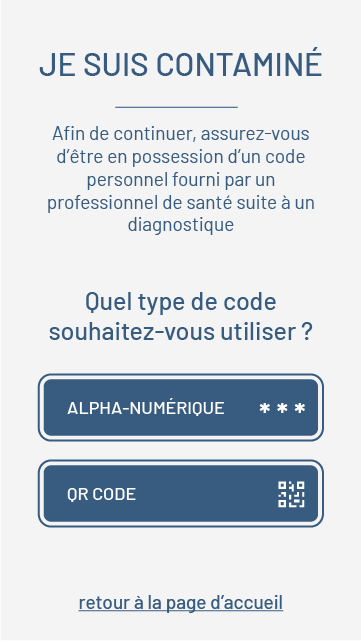 JE SUIS CONTAMINÉ
Afin de continuer, assurez-vous
d’être en possession d’un code
personnel fourni par un
professionnel de santé suite à un
diagnostique
Quel type de code
souhaitez-vous utiliser ?
ALPHA-NUMÉRIQUE ***
QR CODE
retour à la page d’accueil